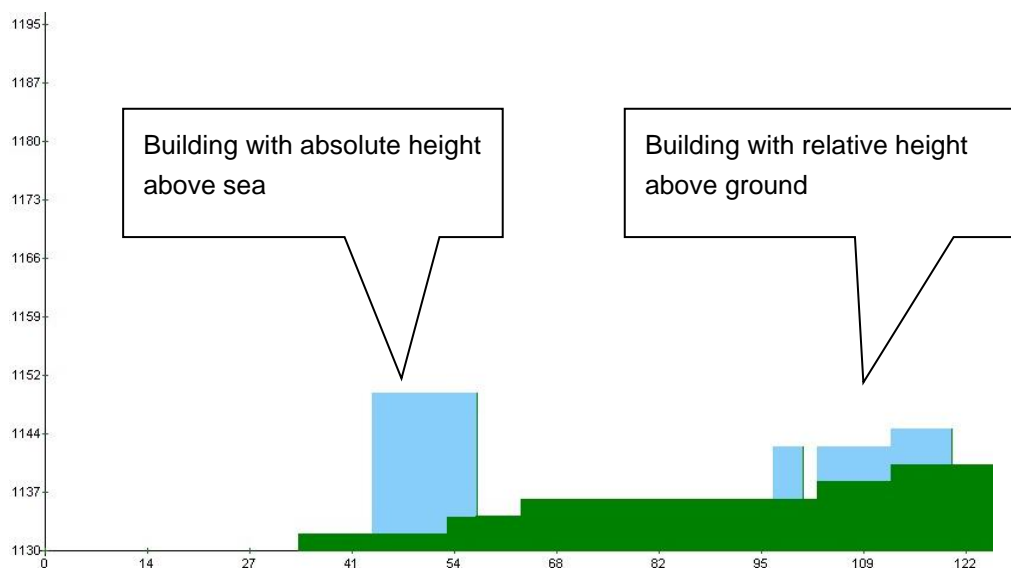 1195
1187
1180
1173
1166
1159
1152
1144
1137
1130
Building with absolute height
above sea
Building with relative height
above ground
0 14 27 41 54 68 82 95 109 122